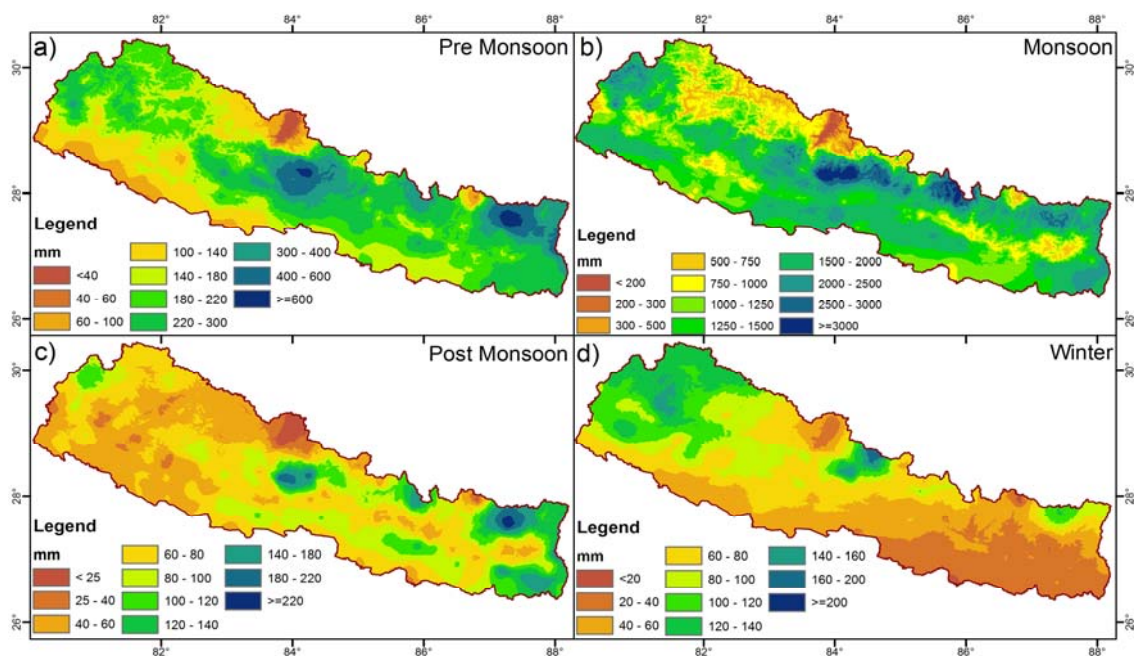 82° 84° 86° 88° 82° 84° 86° 88°
a) Pre Monsoon
b) Monsoon
30° 30°
28° 28°
26° 26°
Legend
mm
<40
40 - 60
60 - 100
100 - 140
140 - 180
180 - 220
220 - 300
300 - 400
400 - 600
>=600
Legend
mm
< 200
200 - 300
300 - 500
500 - 750
750 - 1000
1000 - 1250
1250 - 1500
1500 - 2000
2000 - 2500
2500 - 3000
>=3000
c) Post Monsoon
d) Winter
30° 30°
28° 28°
26° 26°
Legend
mm
< 25
25 - 40
40 - 60
60 - 80
80 - 100
100 - 120
120 - 140
140 - 180
180 - 220
>=220
Legend
mm
<20
20 - 40
40 - 60
60 - 80
80 - 100
100 - 120
120 - 140
140 - 160
160 - 200
>=200
82° 84° 86° 88° 82° 84° 86° 88°